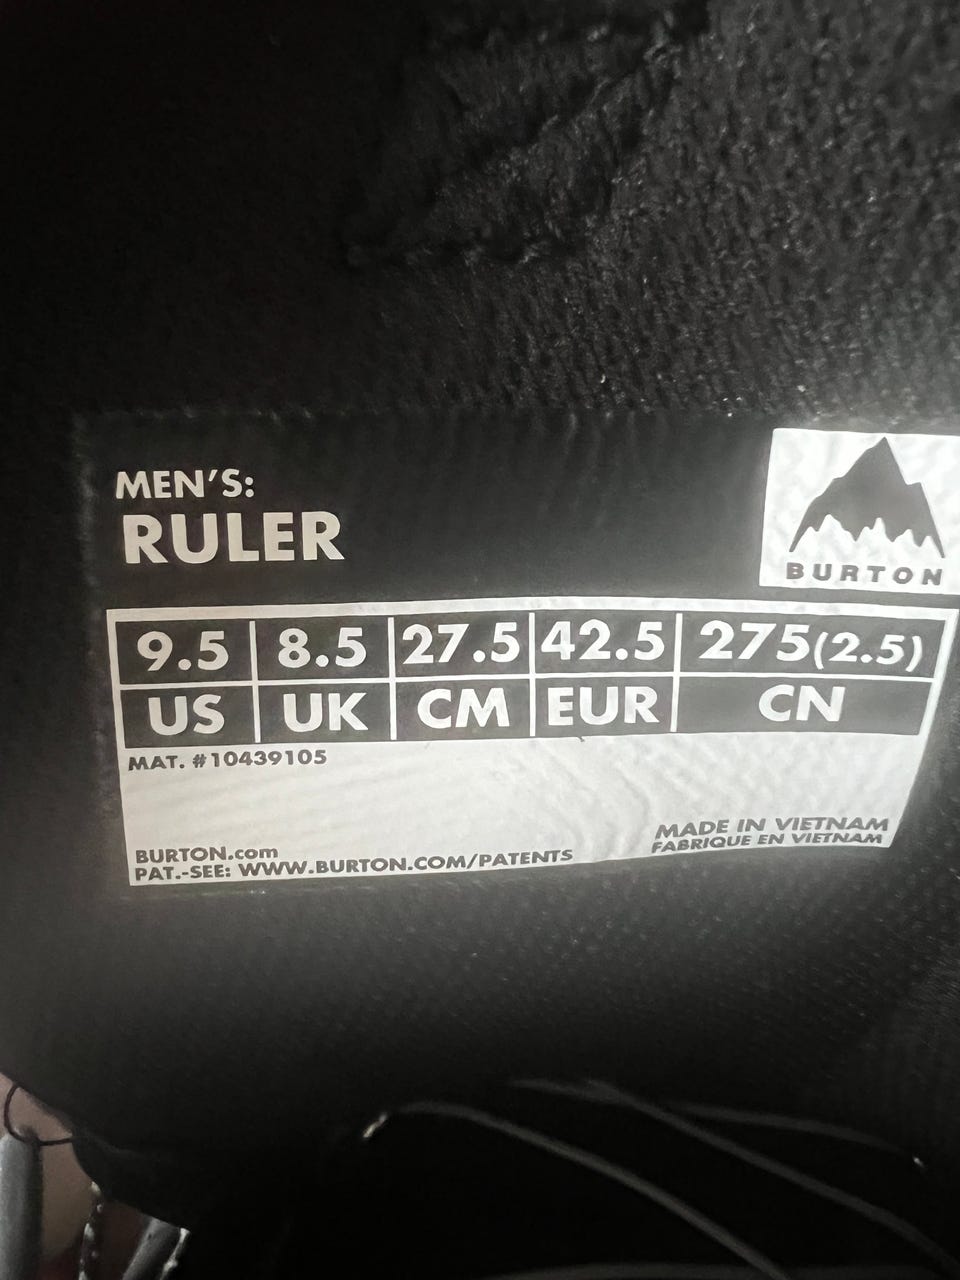 MEN'S:
RULER
BURTON
9.5 8.5 27.5 42.5 275(2.5)
US UK CM EUR CN
MAT. #10439105
MADE IN VIETNAM
FABRIQUE EN VIETNAM
BURTON.com
PAT.-SEE: WWW.BURTON.COM/PATENTS